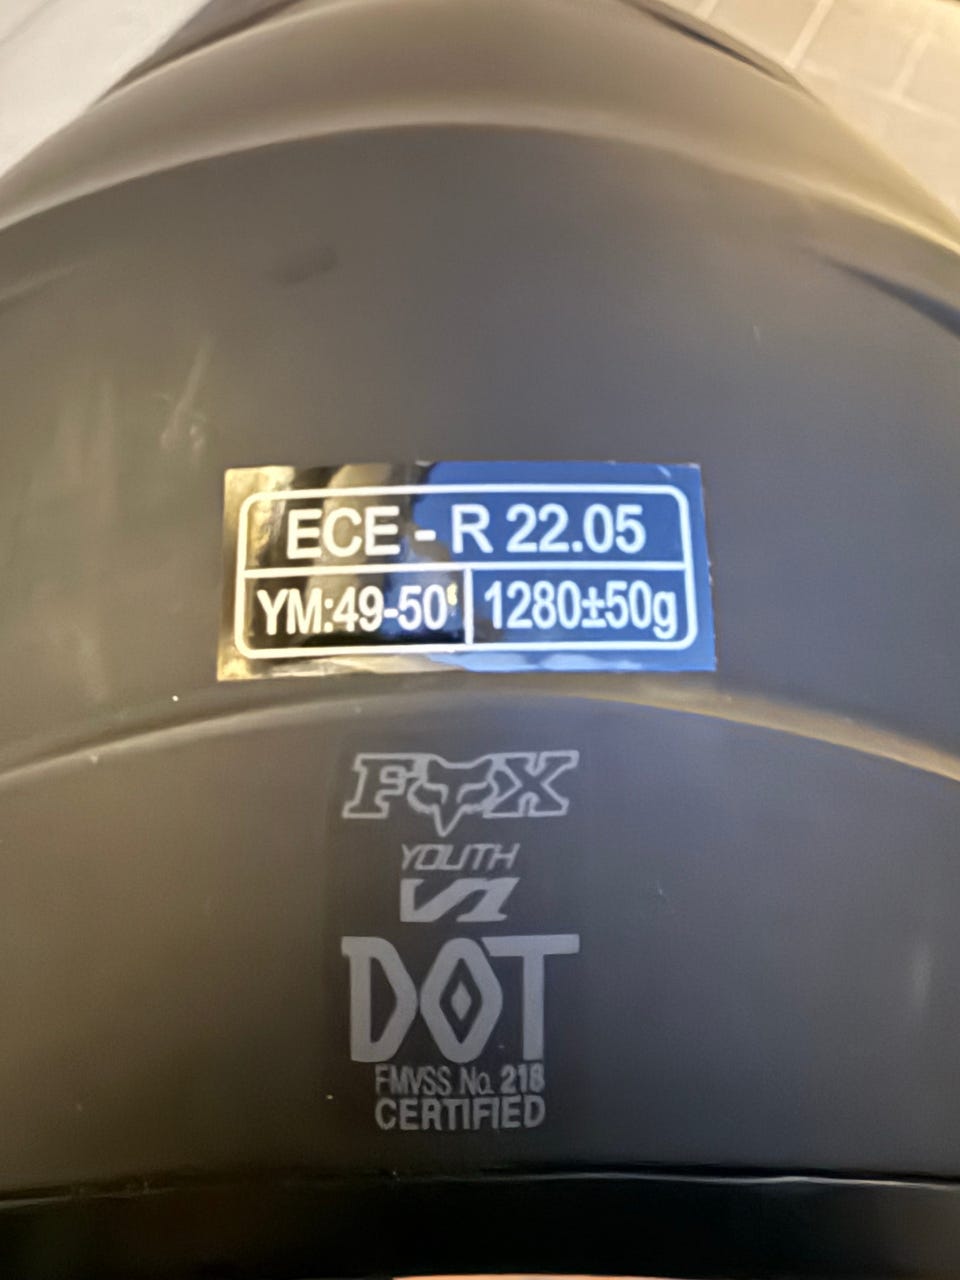 ECE - R 22.05
YM:49-50
1280±50g
FOX
YOUTH
V1
DOT
FMVSS No. 218
CERTIFIED